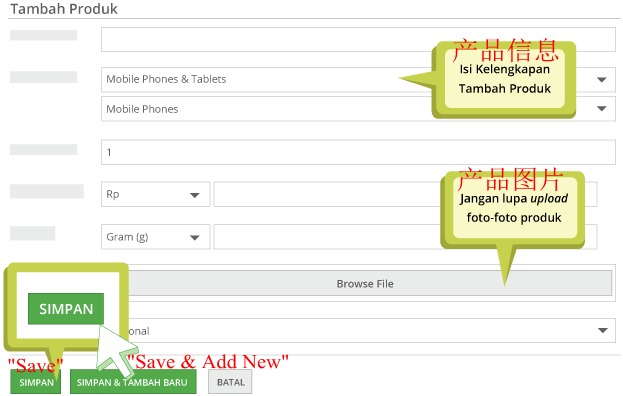 Tambah Produk
产品信息
Isi Kelengkapan
Tambah Produk
Mobile Phones & Tablets
Mobile Phones
1
产品图片
Jangan lupa upload
foto-foto produk
Rp
Gram (g)
Browse File
SIMPAN
onal
"Save"
"Save & Add New"
SIMPAN
SIMPAN & TAMBAH BARU
BATAL